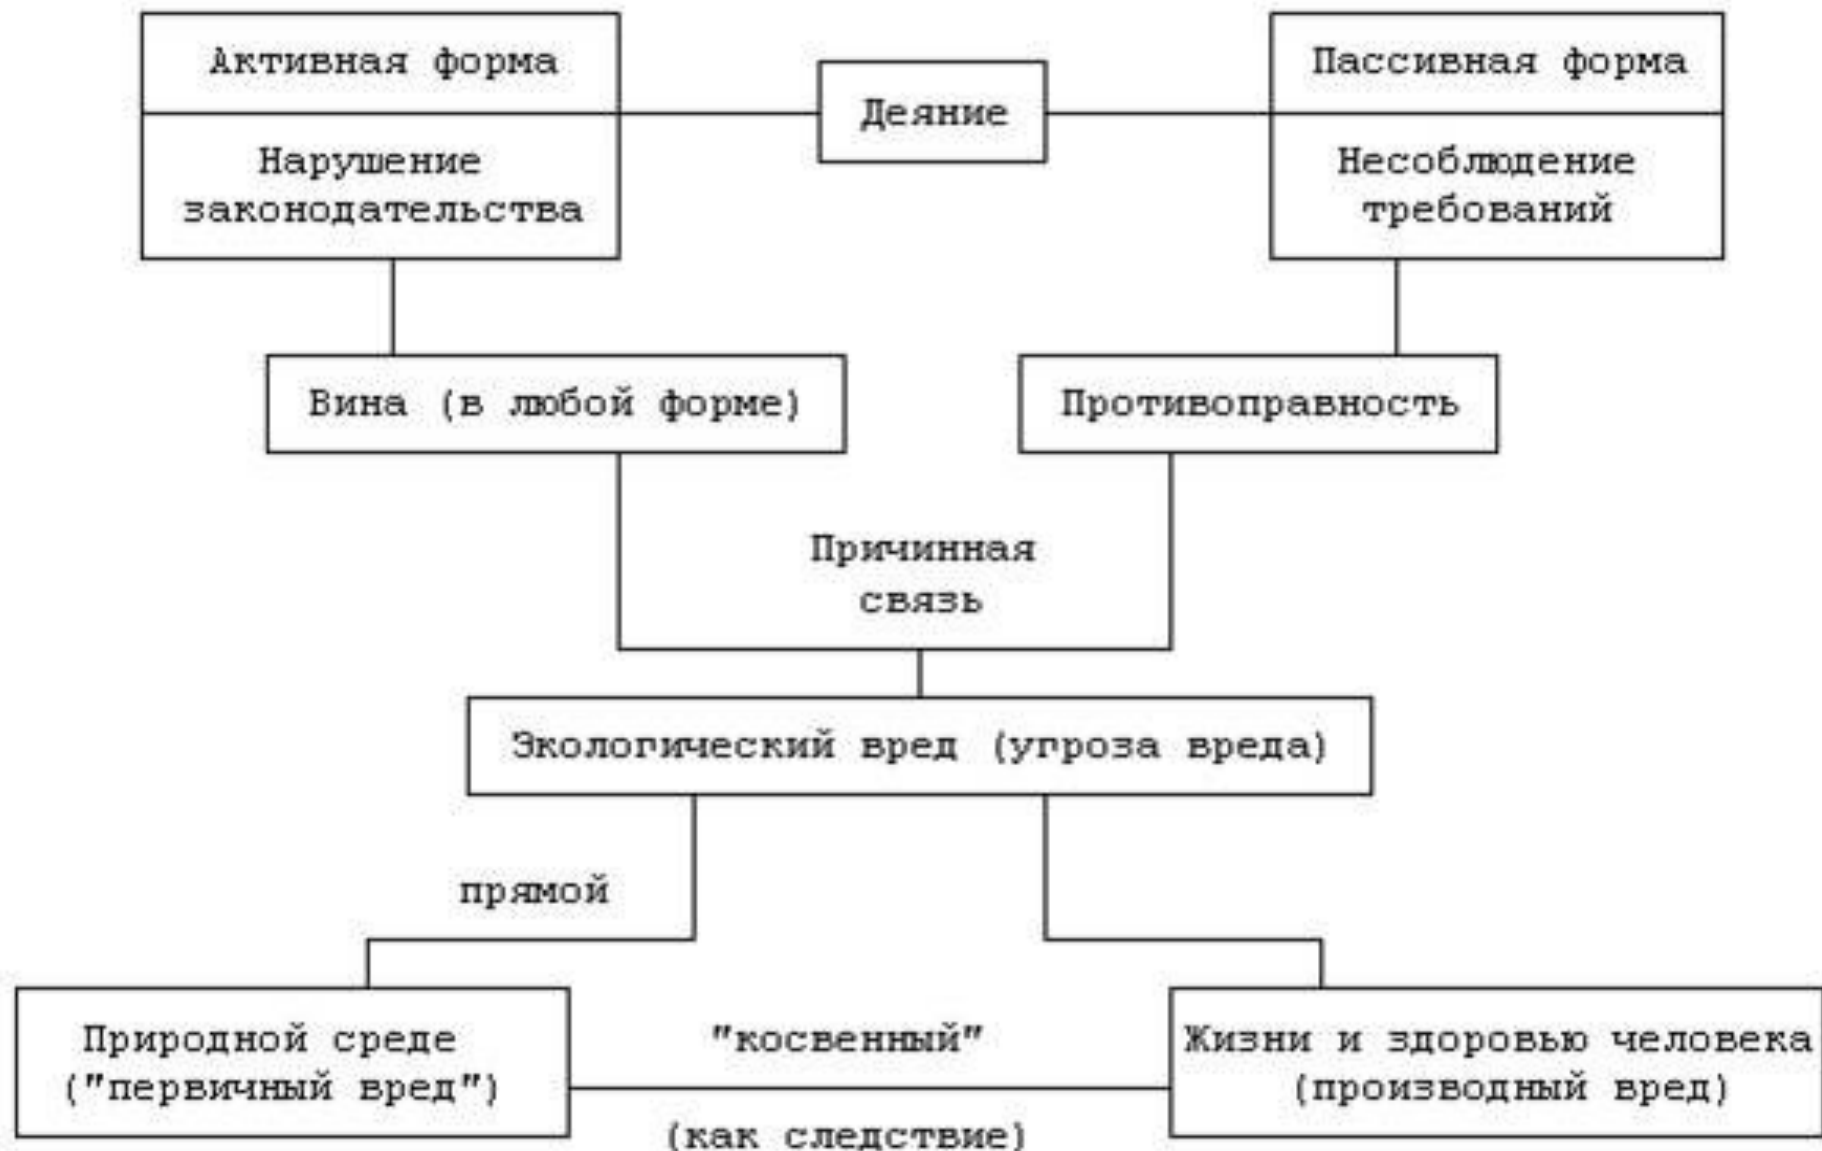 Активная форма
Деяние
Пассивная форма
Нарушение
законодательства
Несоблюдение
требований
Вина (в любой форме)
Противоправность
Причинная
связь
Экологический вред (угроза вреда)
прямой
Природной среде
("первичный вред")
"косвенный"
(как следствие)
Жизни и здоровью человека
(производный вред)